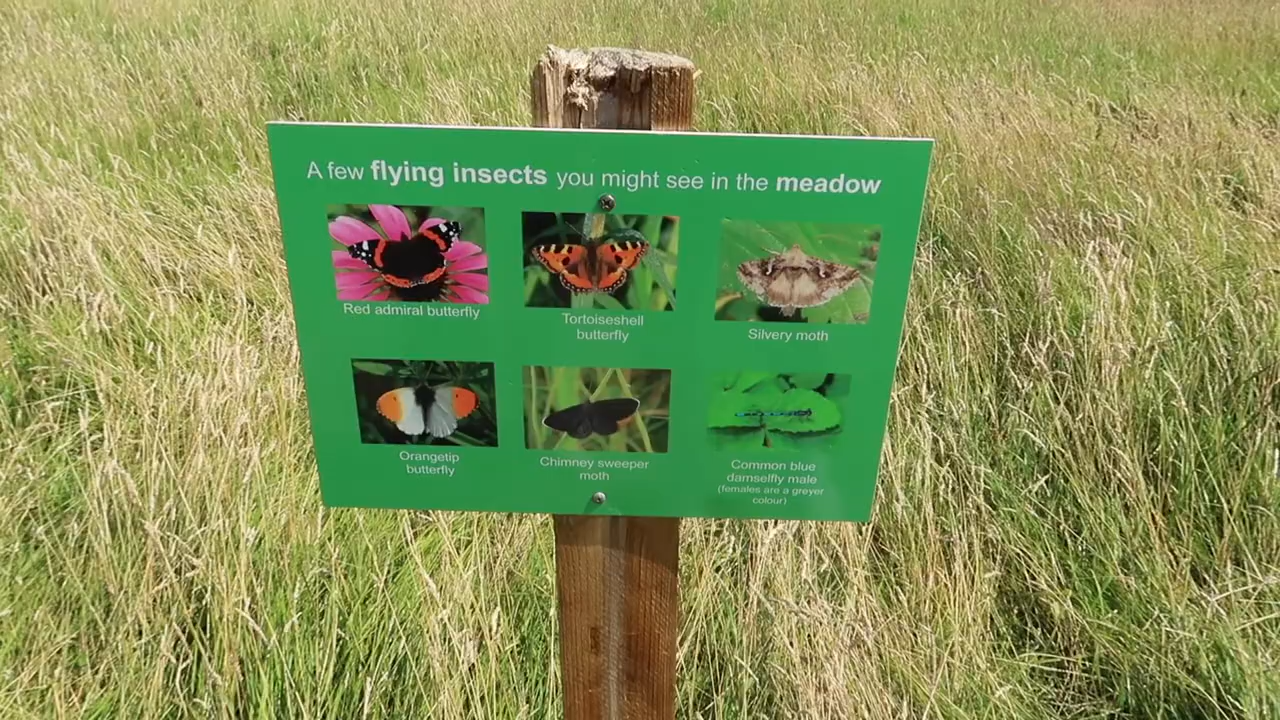 A few flying insects you might see in the meadow
Red admiral butterfly
Tortoiseshell
butterfly
Silvery moth
Orangetip
butterfly
Chimney sweeper
moth
Common blue
damselfly male
(females are a greyer
colour)